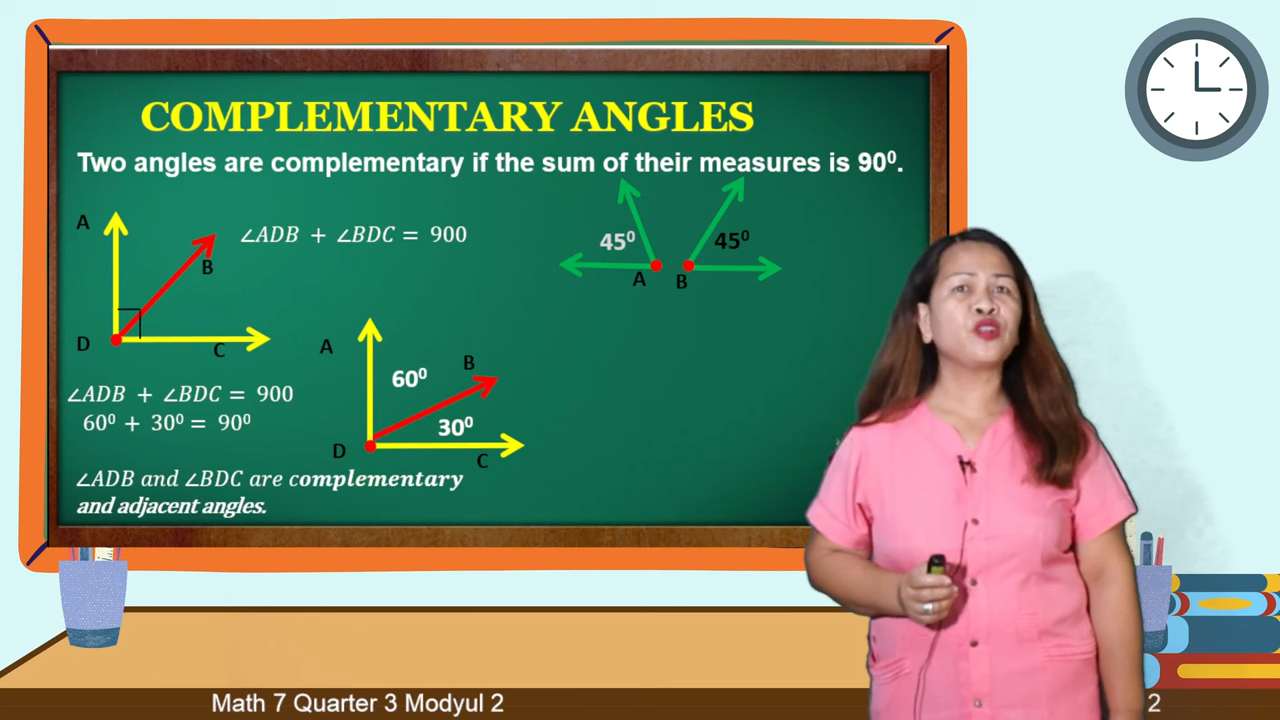 COMPLEMENTARY ANGLES
Two angles are complementary if the sum of their measures is 90⁰.
A
B
D
C
∠ADB + ∠BDC = 900
45⁰
45⁰
A
B
∠ADB + ∠BDC = 900
60⁰ + 30⁰ = 90⁰
A
60⁰
B
30⁰
D
C
∠ADB and ∠BDC are complementary
and adjacent angles.
Math 7 Quarter 3 Modyul 2
2